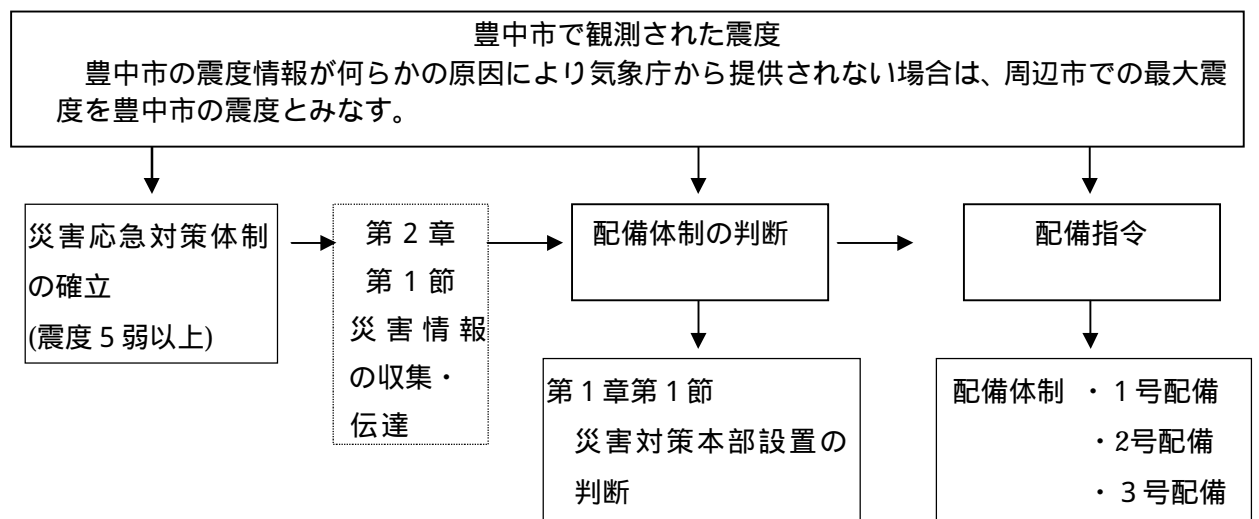 豊中市で観測された震度
豊中市の震度情報が何らかの原因により気象庁から提供されない場合は、周辺市での最大震
度を豊中市の震度とみなす。
災害応急対策体制
の確立
(震度５弱以上)
第２章
第１節
災害情報
の収集・
伝達
配備体制の判断
配備指令
第１章第１節
災害対策本部設置の
判断
配備体制 ・１号配備
・2号配備
・３号配備